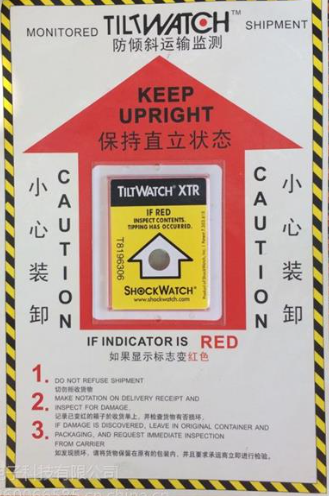 MONITORED TILTWATCH™ SHIPMENT
防倾斜运输监测
KEEP
UPRIGHT
保持直立状态
小心装卸
CAUTION
TILTWATCH® XTR
IF RED
INSPECT CONTENTS.
TIPPING HAS OCCURRED.
T8196306
SHOCKWATCH®
www.shockwatch.com
CAUTION
小心装卸
IF INDICATOR IS RED
如果显示标志变红色
1. DO NOT REFUSE SHIPMENT
切勿拒收货物
2. MAKE NOTATION ON DELIVERY RECEIPT AND
INSPECT FOR DAMAGE.
记录已变红的箱子於收货单上,并检查货物有否损坏.
3. IF DAMAGE IS DISCOVERED, LEAVE IN ORIGINAL CONTAINER AND
PACKAGING, AND REQUEST IMMEDIATE INSPECTION
FROM CARRIER.
如发现损坏,请将货物保留在原有的包装内,并且要求承运商立即进行检验。
科技有限公司